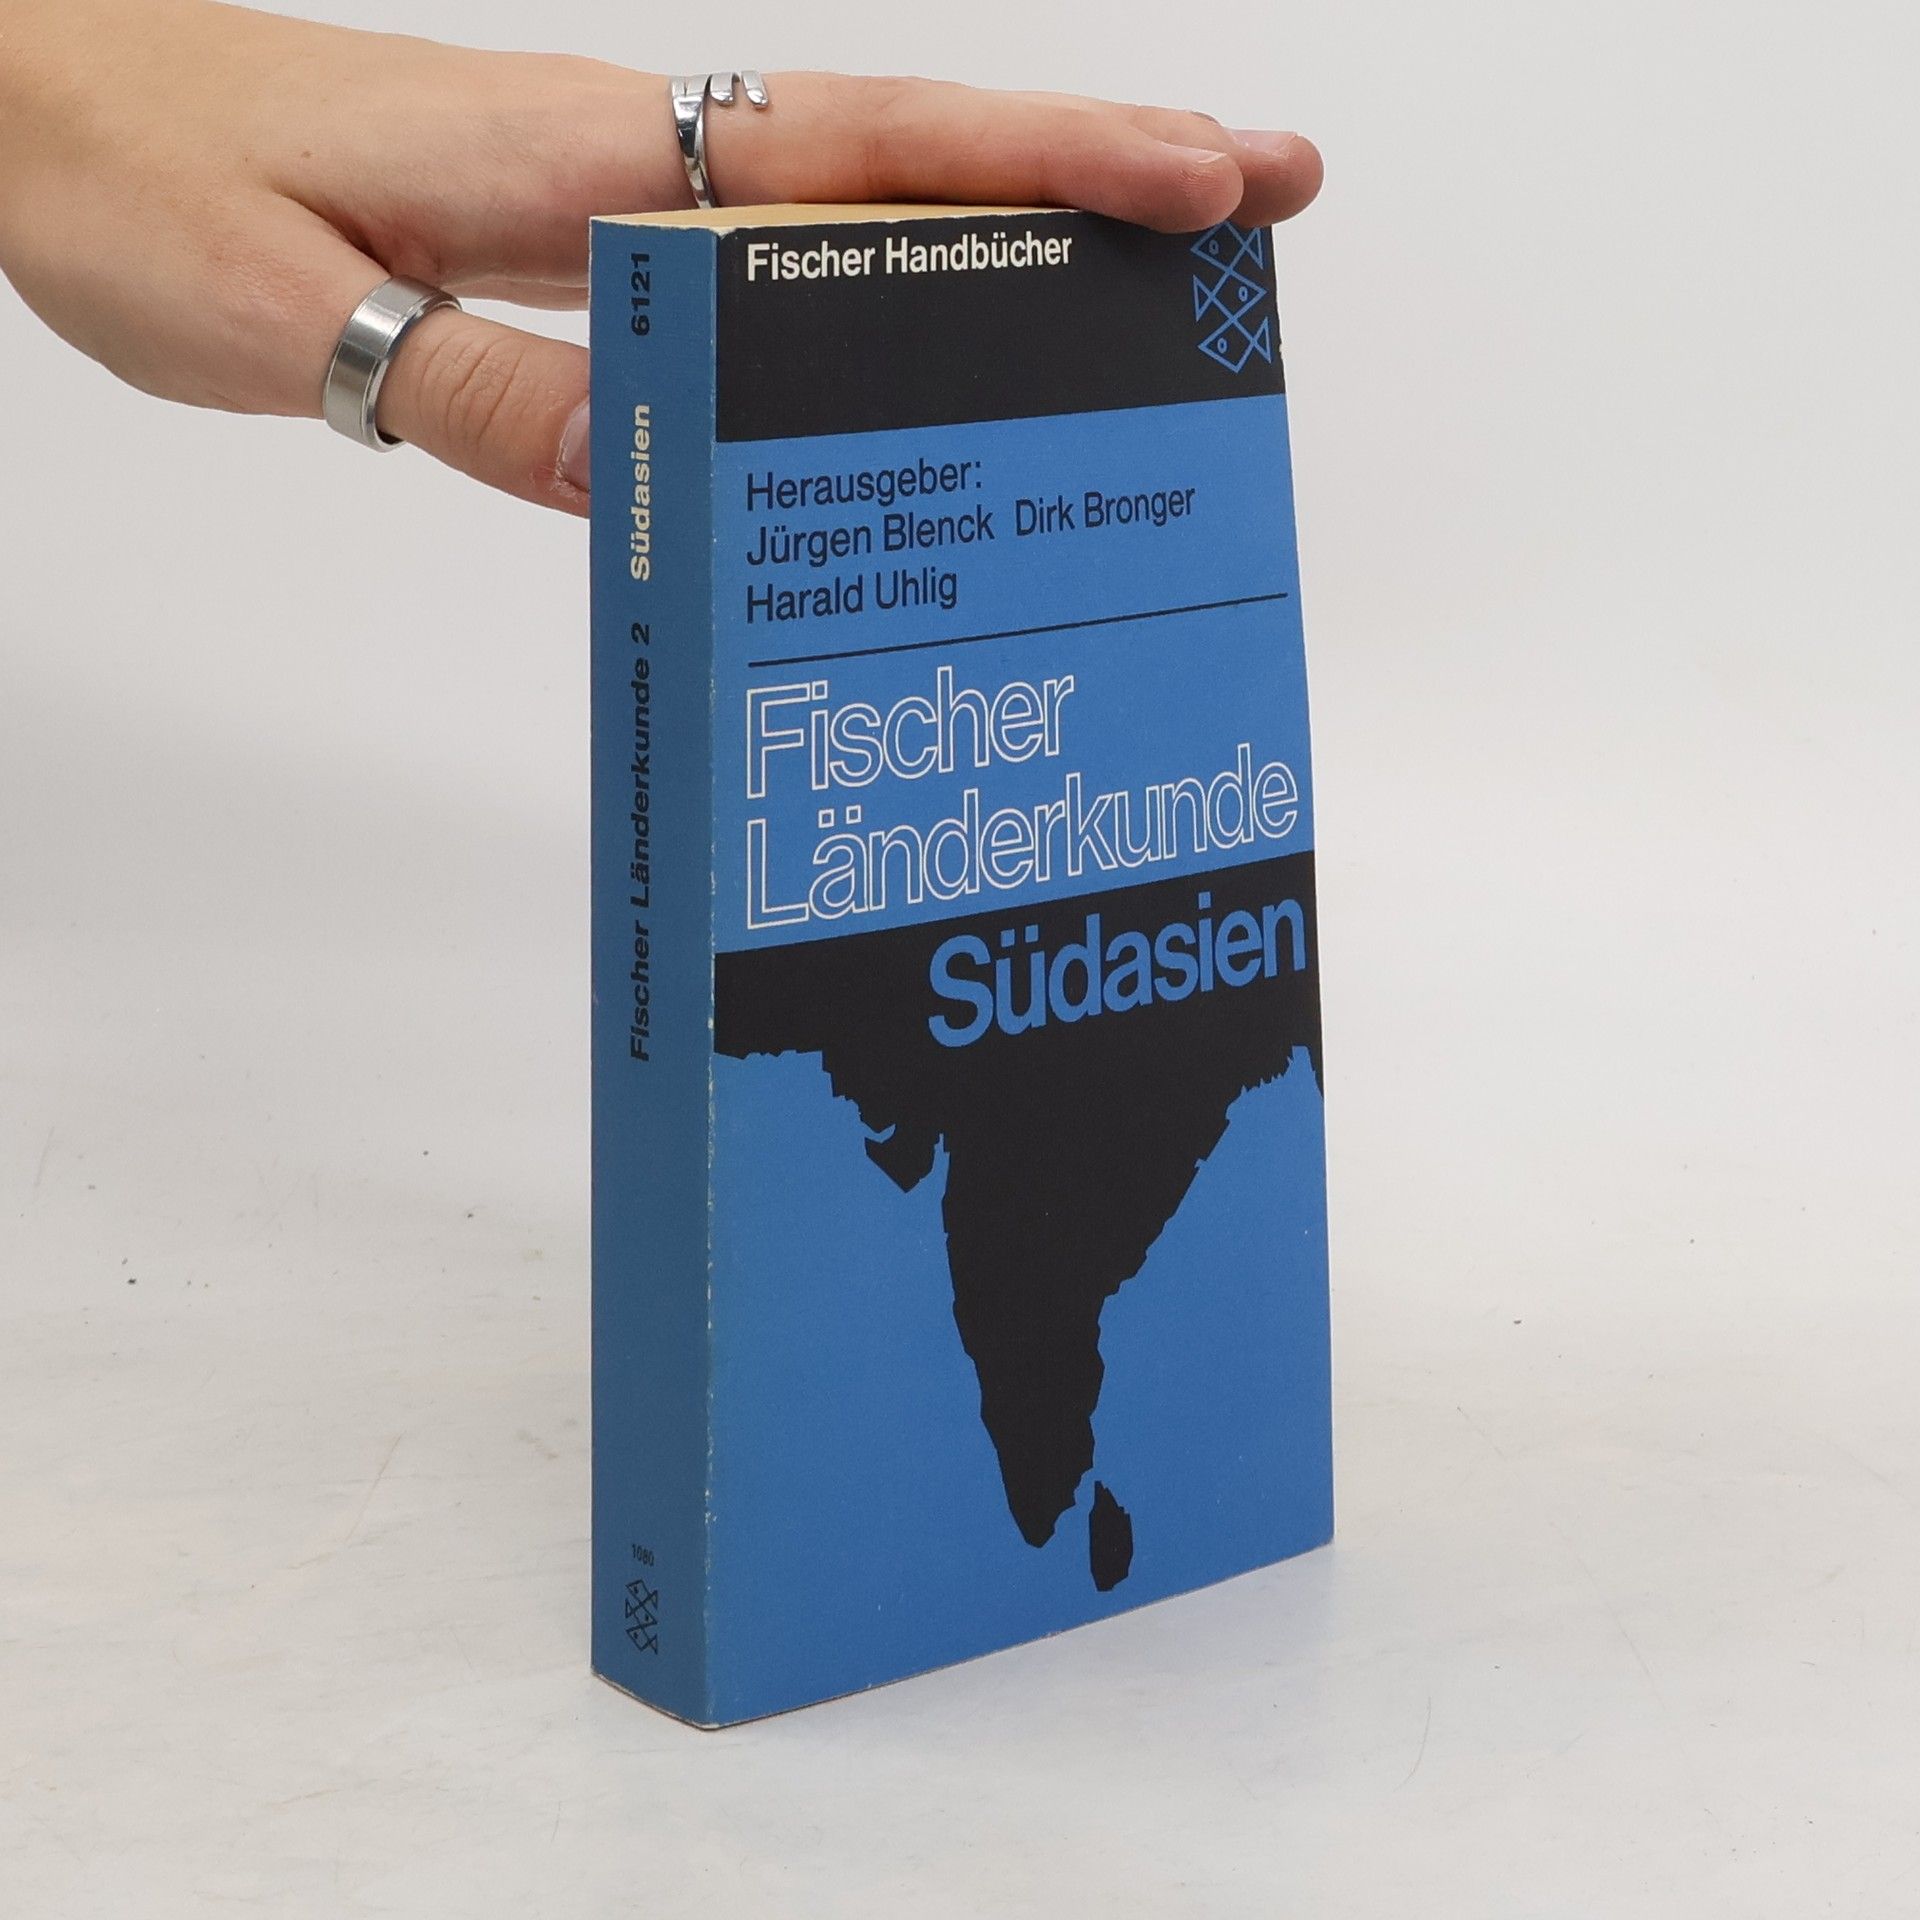 Fischer Handbücher
Herausgeber:
Jürgen Blenck Dirk Bronger
Harald Uhlig
Fischer
Länderkunde
Südasien
Fischer Länderkunde 2 Südasien 6121
1080